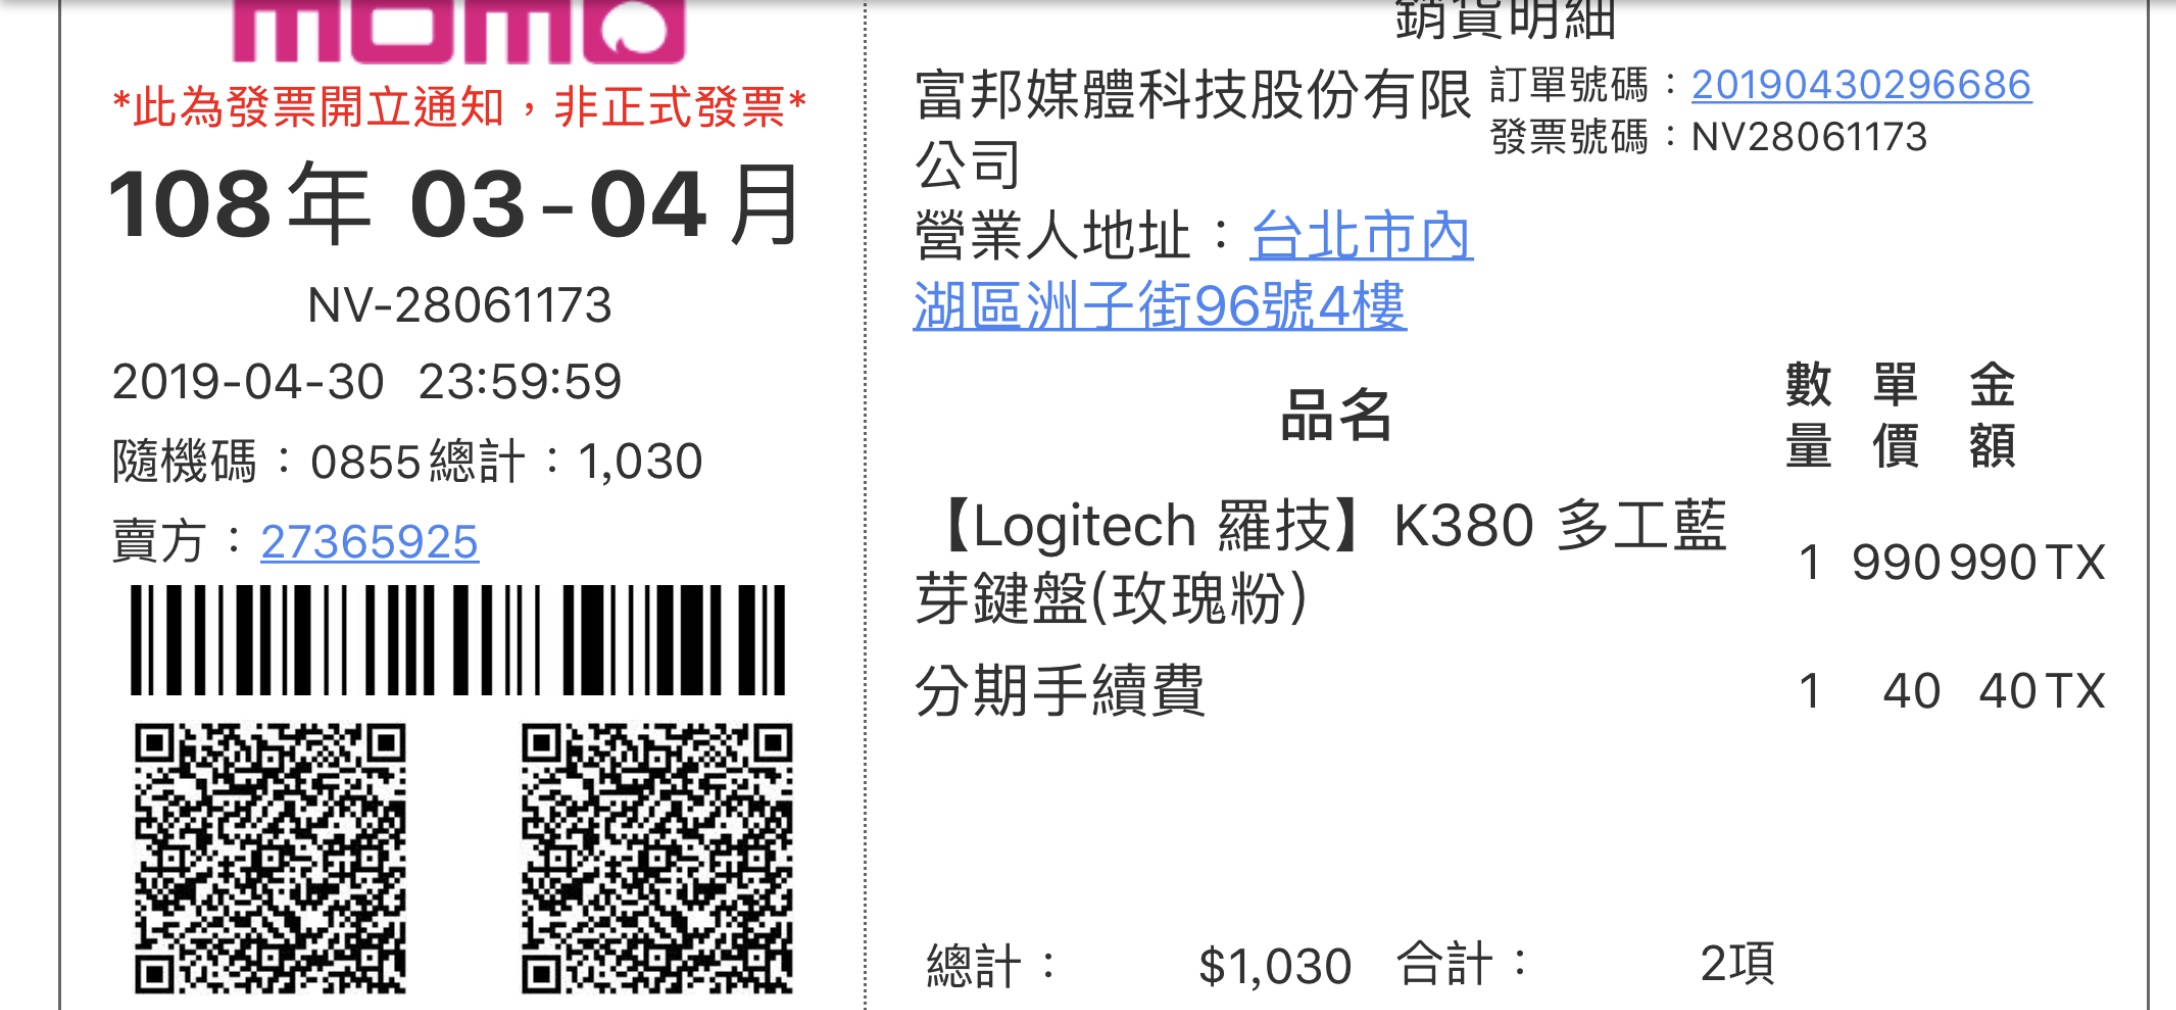 momo
*此為發票開立通知，非正式發票*
108年 03-04月
NV-28061173
2019-04-30 23:59:59
隨機碼：0855總計：1,030
賣方：27365925
銷貨明細
富邦媒體科技股份有限
公司
營業人地址：台北市內
湖區洲子街96號4樓
訂單號碼：20190430296686
發票號碼：NV28061173
品名 數量 單價 金額
【Logitech 羅技】K380 多工藍
芽鍵盤(玫瑰粉) 1 990 990TX
分期手續費 1 40 40TX
總計： $1,030 合計： 2項